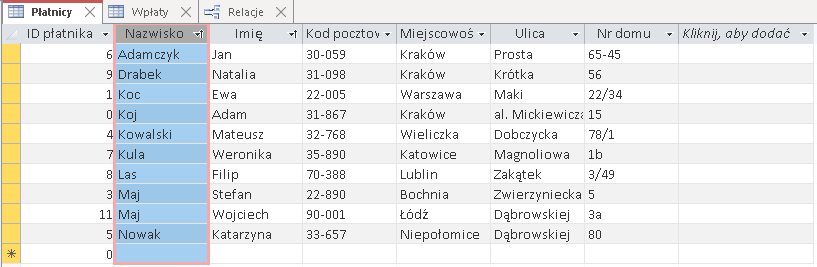 Płatnicy Wpłaty Relacje
ID płatnika Nazwisko Imię Kod pocztow Miejscowoś Ulica Nr domu Kliknij, aby dodać
6 Adamczyk Jan 30-059 Kraków Prosta 65-45
9 Drabek Natalia 31-098 Kraków Krótka 56
1 Koc Ewa 22-005 Warszawa Maki 22/34
0 Koj Adam 31-867 Kraków al. Mickiewicza 15
4 Kowalski Mateusz 32-768 Wieliczka Dobczycka 78/1
7 Kula Weronika 35-890 Katowice Magnoliowa 1b
8 Las Filip 70-388 Lublin Zakątek 3/49
3 Maj Stefan 22-890 Bochnia Zwierzyniecka 5
11 Maj Wojciech 90-001 Łódź Dąbrowskiej 3a
5 Nowak Katarzyna 33-657 Niepołomice Dąbrowskiej 80
0